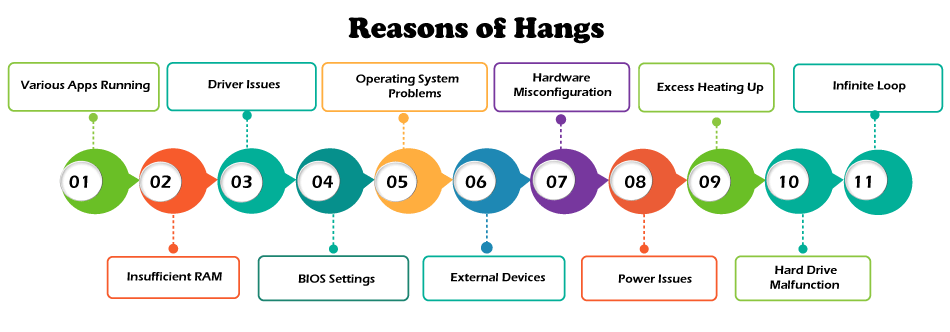 Reasons of Hangs
Various Apps Running
Driver Issues
Operating System
Problems
Hardware
Misconfiguration
Excess Heating Up
Infinite Loop
01
02
03
04
05
06
07
08
09
10
11
Insufficient RAM
BIOS Settings
External Devices
Power Issues
Hard Drive
Malfunction